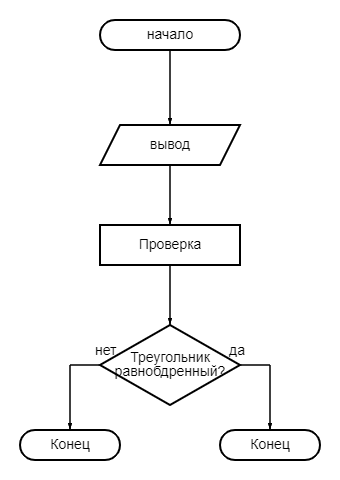 начало
вывод
Проверка
нет
да
Треугольник
равнобдренный?
Конец
Конец